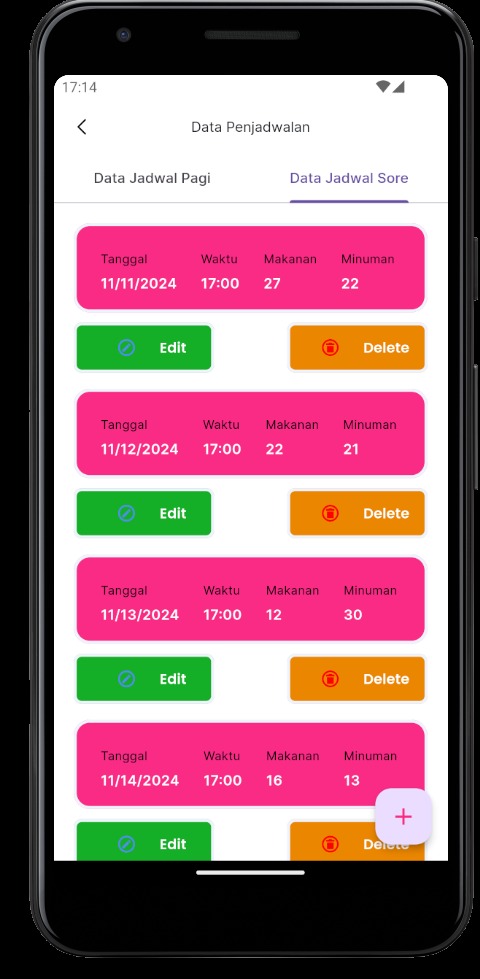 17:14
Data Penjadwalan
Data Jadwal Pagi Data Jadwal Sore
Tanggal Waktu Makanan Minuman
11/11/2024 17:00 27 22
Edit Delete
Tanggal Waktu Makanan Minuman
11/12/2024 17:00 22 21
Edit Delete
Tanggal Waktu Makanan Minuman
11/13/2024 17:00 12 30
Edit Delete
Tanggal Waktu Makanan Minuman
11/14/2024 17:00 16 13
Edit Delete